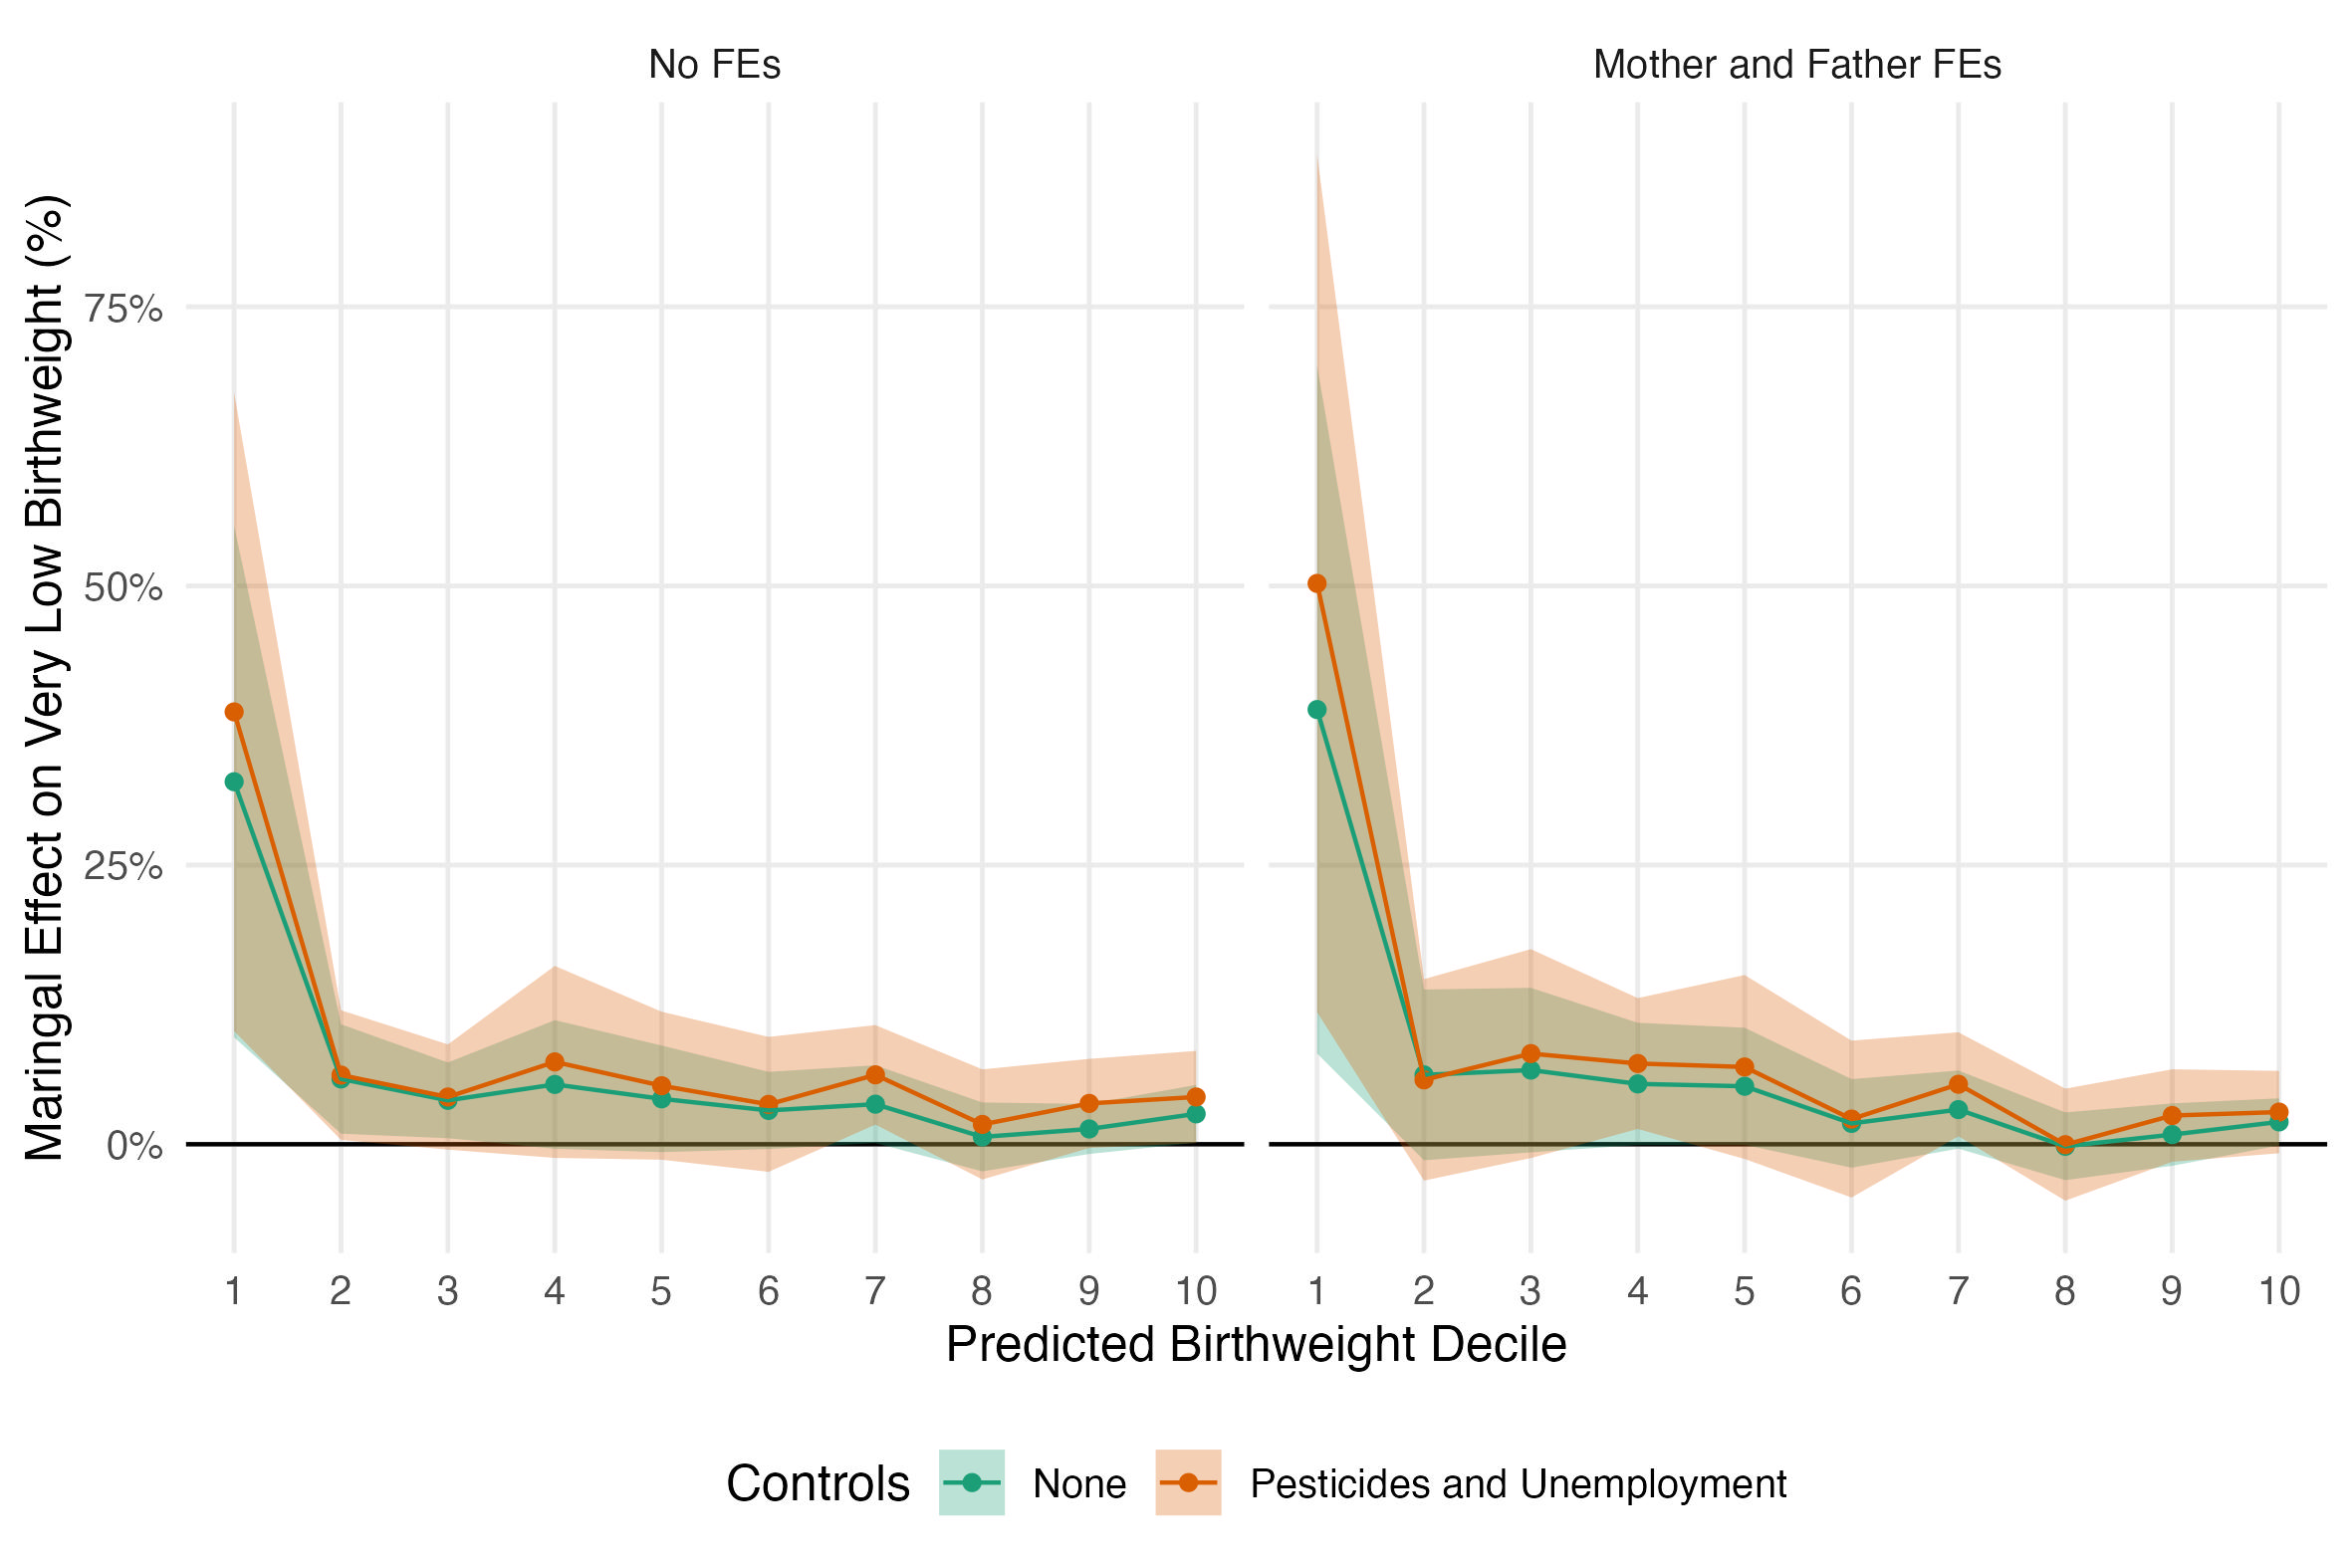 No FEs
Mother and Father FEs
Maringal Effect on Very Low Birthweight (%)
75%
50%
25%
0%
1 2 3 4 5 6 7 8 9 10
1 2 3 4 5 6 7 8 9 10
Predicted Birthweight Decile
Controls None Pesticides and Unemployment